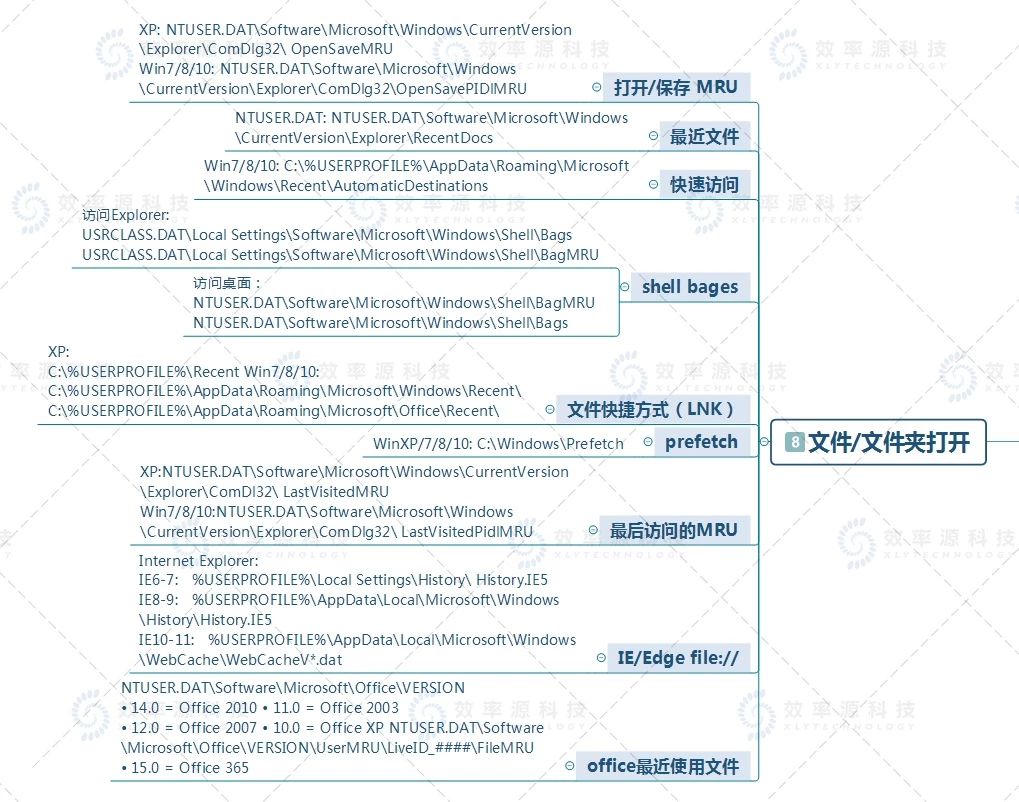 XP: NTUSER.DAT\Software\Microsoft\Windows\CurrentVersion
\Explorer\ComDlg32\ OpenSaveMRU
Win7/8/10: NTUSER.DAT\Software\Microsoft\Windows
\CurrentVersion\Explorer\ComDlg32\OpenSavePIDlMRU
打开/保存 MRU
NTUSER.DAT: NTUSER.DAT\Software\Microsoft\Windows
\CurrentVersion\Explorer\RecentDocs
最近文件
Win7/8/10: C:\%USERPROFILE%\AppData\Roaming\Microsoft
\Windows\Recent\AutomaticDestinations
快速访问
访问Explorer:
USRCLASS.DAT\Local Settings\Software\Microsoft\Windows\Shell\Bags
USRCLASS.DAT\Local Settings\Software\Microsoft\Windows\Shell\BagMRU
访问桌面：
NTUSER.DAT\Software\Microsoft\Windows\Shell\BagMRU
NTUSER.DAT\Software\Microsoft\Windows\Shell\Bags
shell bages
XP:
C:\%USERPROFILE%\Recent Win7/8/10:
C:\%USERPROFILE%\AppData\Roaming\Microsoft\Windows\Recent\
C:\%USERPROFILE%\AppData\Roaming\Microsoft\Office\Recent\
文件快捷方式（LNK）
WinXP/7/8/10: C:\Windows\Prefetch
prefetch
8 文件/文件夹打开
XP:NTUSER.DAT\Software\Microsoft\Windows\CurrentVersion
\Explorer\ComDl32\ LastVisitedMRU
Win7/8/10:NTUSER.DAT\Software\Microsoft\Windows
\CurrentVersion\Explorer\ComDlg32\ LastVisitedPidlMRU
最后访问的MRU
Internet Explorer:
IE6-7: %USERPROFILE%\Local Settings\History\ History.IE5
IE8-9: %USERPROFILE%\AppData\Local\Microsoft\Windows
\History\History.IE5
IE10-11: %USERPROFILE%\AppData\Local\Microsoft\Windows
\WebCache\WebCacheV*.dat
IE/Edge file://
NTUSER.DAT\Software\Microsoft\Office\VERSION
• 14.0 = Office 2010 • 11.0 = Office 2003
• 12.0 = Office 2007 • 10.0 = Office XP NTUSER.DAT\Software
\Microsoft\Office\VERSION\UserMRU\LiveID_####\FileMRU
• 15.0 = Office 365
office最近使用文件
效率源科技
XLYTECHNOLOGY